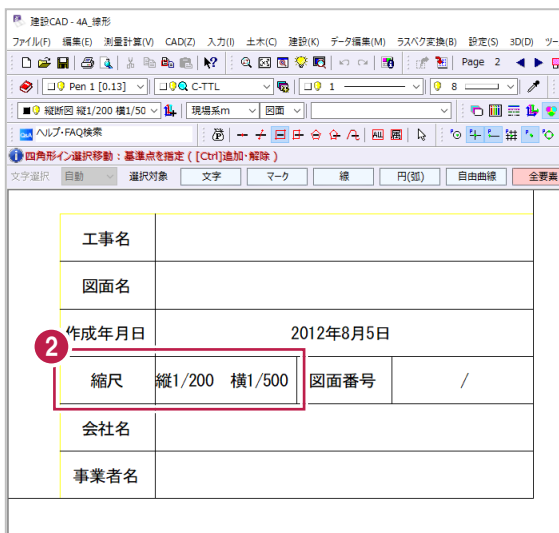 建設CAD - 4A_線形
ファイル(F) 編集(E) 測量計算(V) CAD(Z) 入力(I) 土木(C) 建設(K) データ編集(M) ラスベク変換(B) 設定(S) 3D(D) ツー
Page 2
Pen 1 [0.13] C-TTL 1 8
縦断図 縦1/200 横1/50 現場系m 図面
Q&A ヘルプ・FAQ検索
四角形イン選択移動：基準点を指定 ( [Ctrl]追加・解除 )
文字選択 自動 選択対象 文字 マーク 線 円(弧) 自由曲線 全要素
工事名
図面名
作成年月日 2012年8月5日
2
縮尺 縦1/200 横1/500 図面番号 /
会社名
事業者名